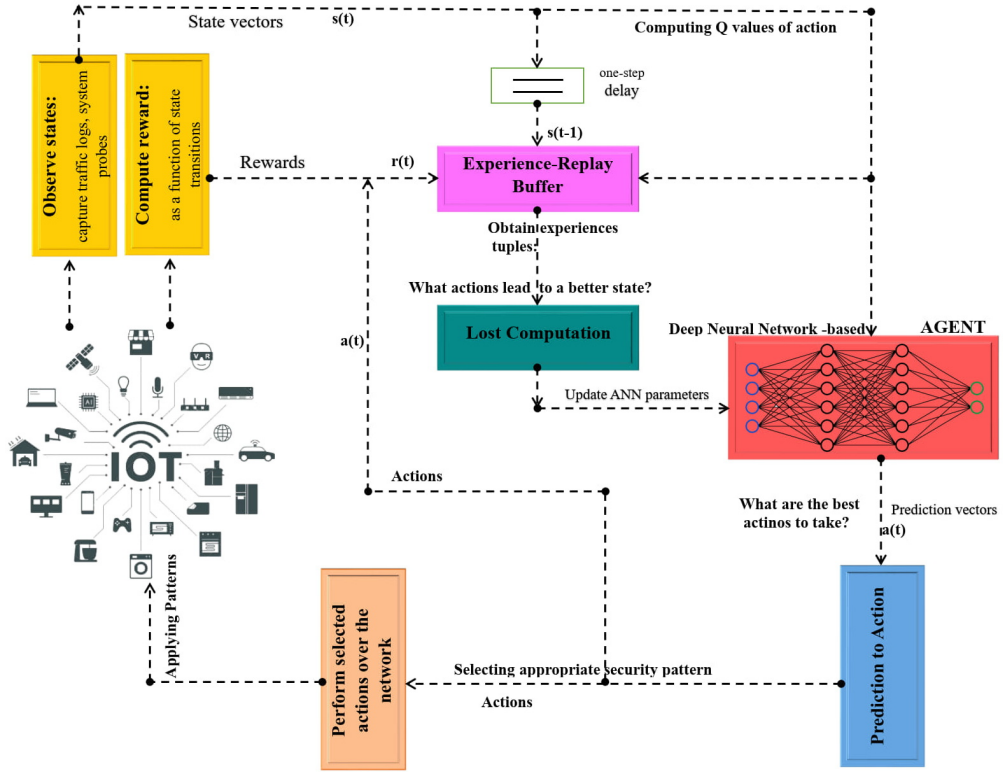 State vectors
s(t)
Computing Q values of action
one-step
delay
s(t-1)
Observe states:
capture traffic logs, system
probes
Compute reward:
as a function of state
transitions
Rewards
r(t)
Experience-Replay
Buffer
Obtain experiences
tuples:
What actions lead to a better state?
Lost Computation
a(t)
Deep Neural Network -based
AGENT
Update ANN parameters
VR
AI
IOT
Actions
What are the best
actinos to take?
Prediction vectors
a(t)
Applying Patterns
Perform selected
actions over the
network
Selecting appropriate security pattern
Actions
Prediction to Action